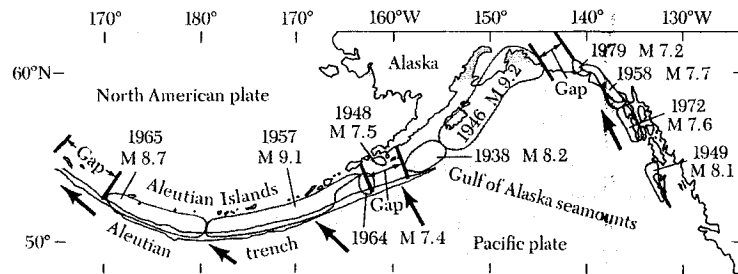 170° 180° 170° 160°W 150° 140° 130°W
60°N
50°
Alaska
North American plate
Gap
1979 M 7.2
1958 M 7.7
1972
M 7.6
1949
M 8.1
Gap
1948
M 7.5
1946 M 9.2
1965
M 8.7
1957
M 9.1
Gap
1938 M 8.2
Aleutian Islands
Gap
Gulf of Alaska seamounts
1964 M 7.4
Aleutian trench
Pacific plate